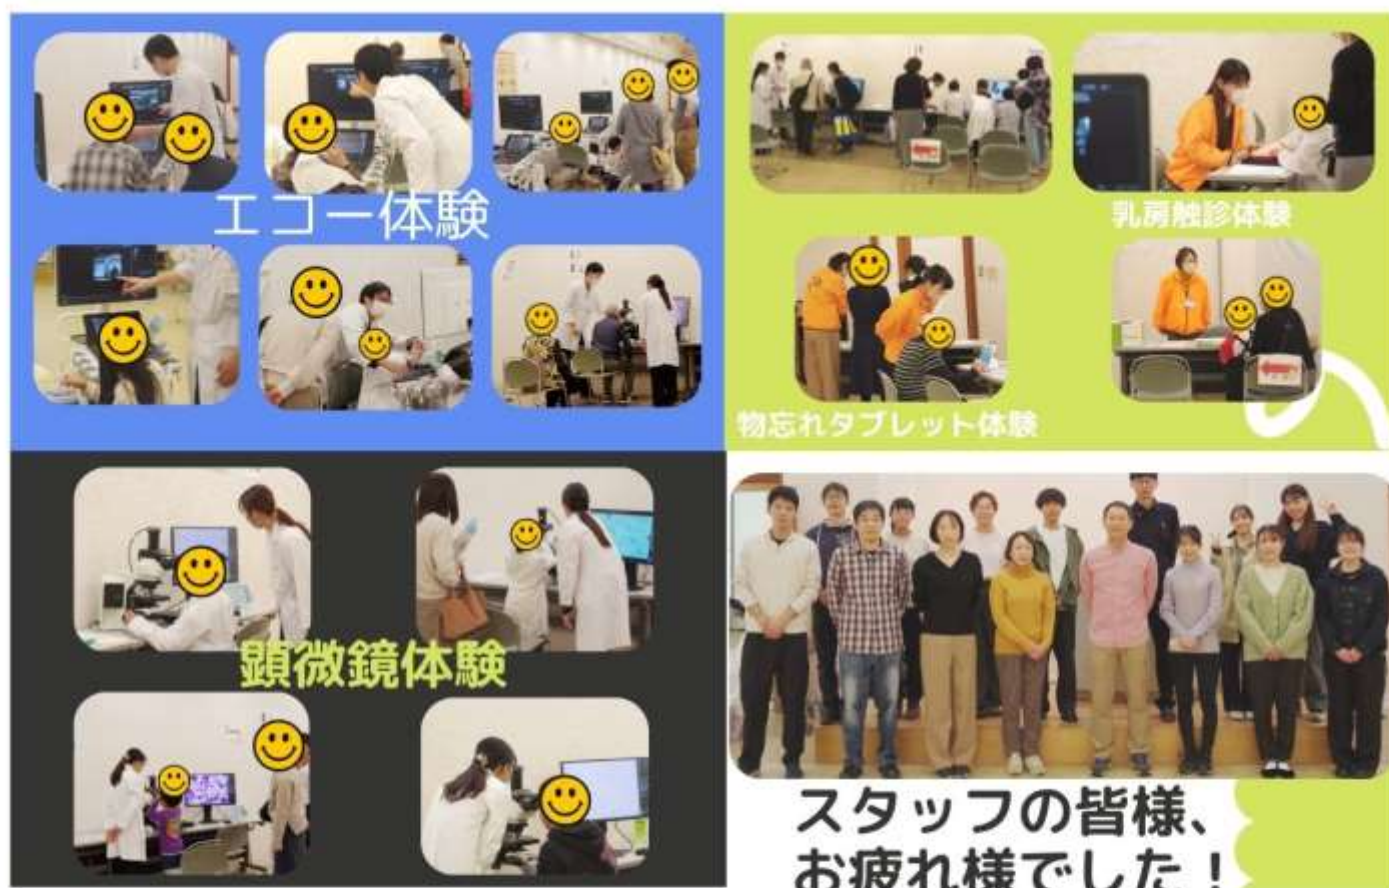 エコー体験
乳房触診体験
物忘れタブレット体験
顕微鏡体験
スタッフの皆様、
お疲れ様でした！